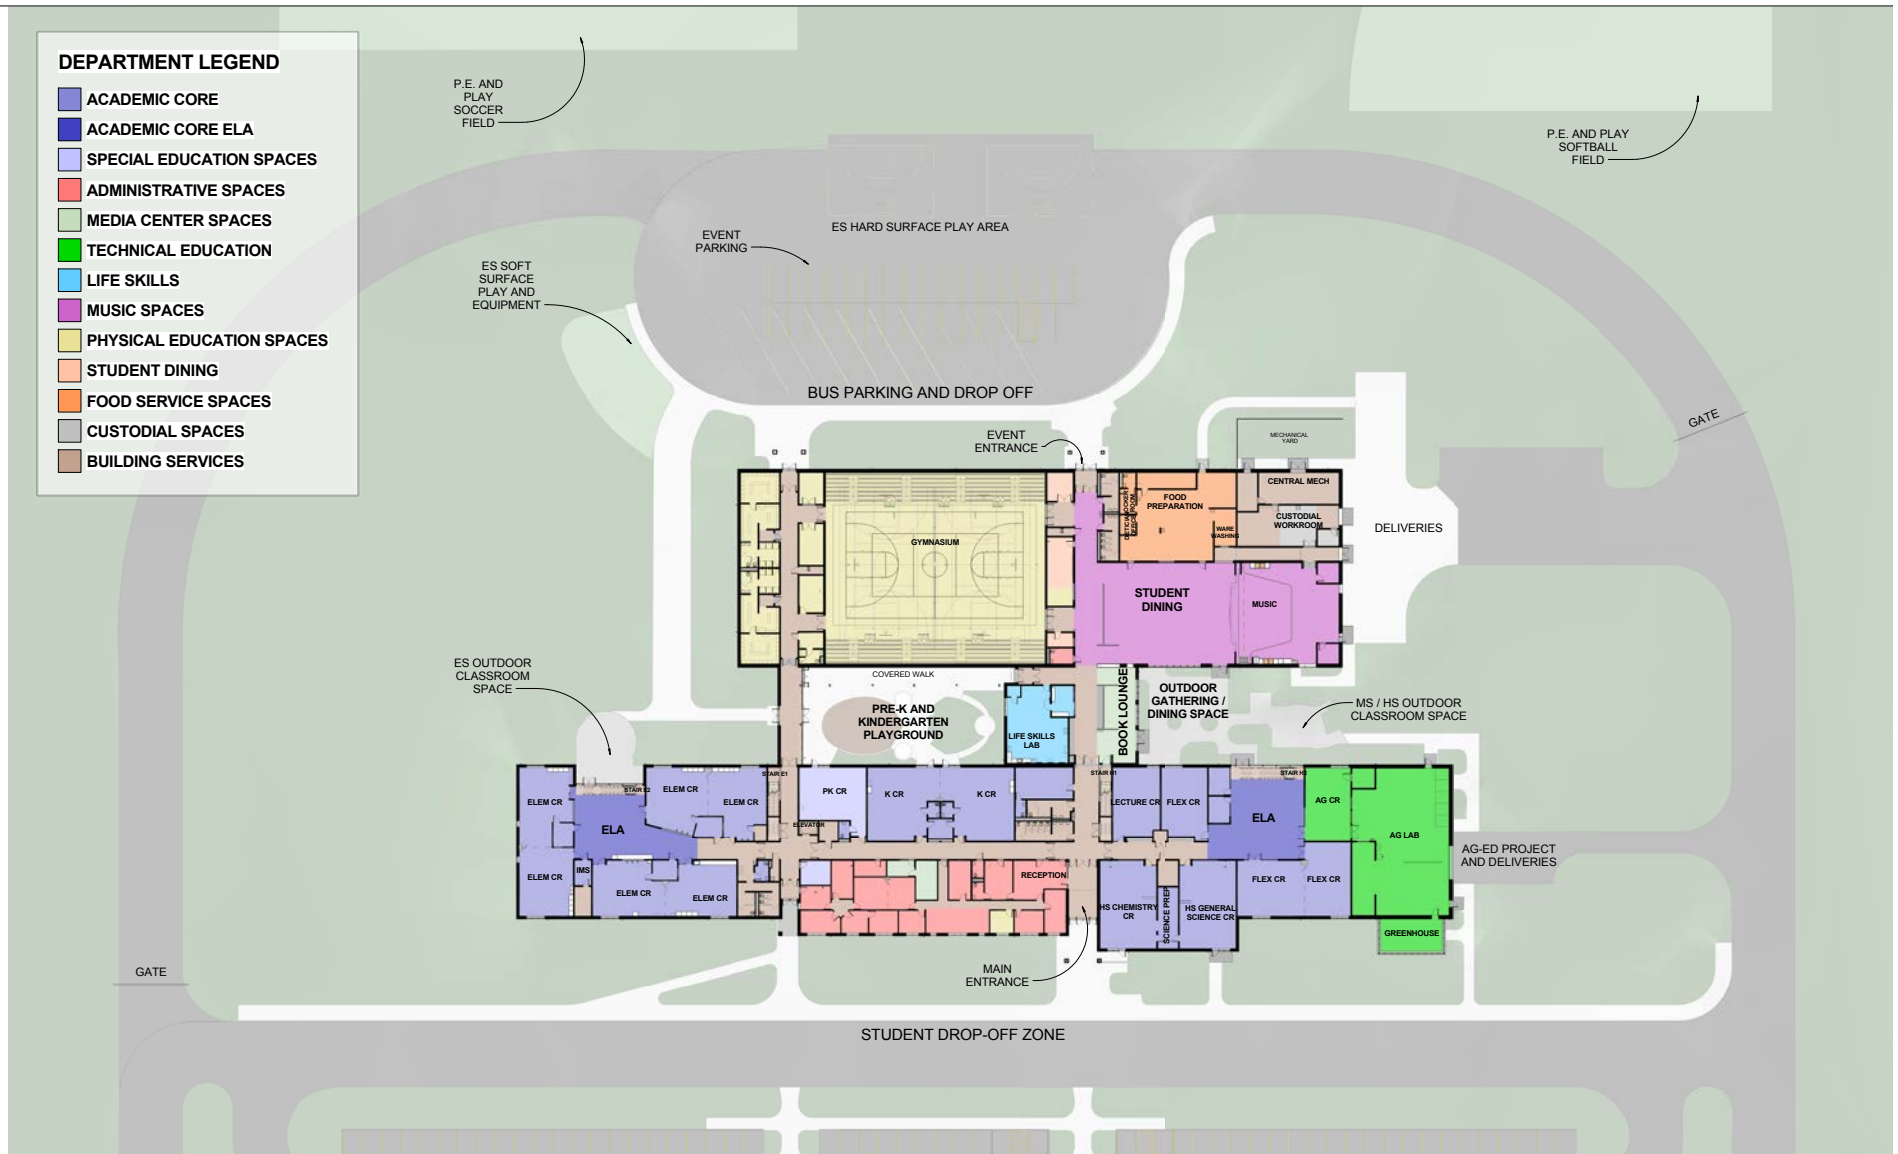 DEPARTMENT LEGEND
ACADEMIC CORE
ACADEMIC CORE ELA
SPECIAL EDUCATION SPACES
ADMINISTRATIVE SPACES
MEDIA CENTER SPACES
TECHNICAL EDUCATION
LIFE SKILLS
MUSIC SPACES
PHYSICAL EDUCATION SPACES
STUDENT DINING
FOOD SERVICE SPACES
CUSTODIAL SPACES
BUILDING SERVICES
P.E. AND
PLAY
SOCCER
FIELD
P.E. AND PLAY
SOFTBALL
FIELD
ES HARD SURFACE PLAY AREA
EVENT
PARKING
ES SOFT
SURFACE
PLAY AND
EQUIPMENT
BUS PARKING AND DROP OFF
GATE
EVENT
ENTRANCE
MECHANICAL
YARD
CENTRAL MECH
FOOD
PREPARATION
LOCKER
ROOM
OFFICE
CUSTODIAL
WORKROOM
WARE
WASHING
DELIVERIES
GYMNASIUM
STUDENT
DINING
MUSIC
ES OUTDOOR
CLASSROOM
SPACE
COVERED WALK
PRE-K AND
KINDERGARTEN
PLAYGROUND
LIFE SKILLS
LAB
BOOK LOUNGE
OUTDOOR
GATHERING /
DINING SPACE
MS / HS OUTDOOR
CLASSROOM SPACE
STAIR E1
STAIR H1
STAIR H2
STAIR E2
ELEM CR
ELEM CR
ELEM CR
PK CR
K CR
K CR
LECTURE CR
FLEX CR
AG CR
ELA
ELEVATOR
ELA
AG LAB
AG-ED PROJECT
AND DELIVERIES
ELEM CR
IMS
ELEM CR
ELEM CR
RECEPTION
FLEX CR
FLEX CR
HS CHEMISTRY
CR
SCIENCE PREP
HS GENERAL
SCIENCE CR
GREENHOUSE
GATE
MAIN
ENTRANCE
STUDENT DROP-OFF ZONE